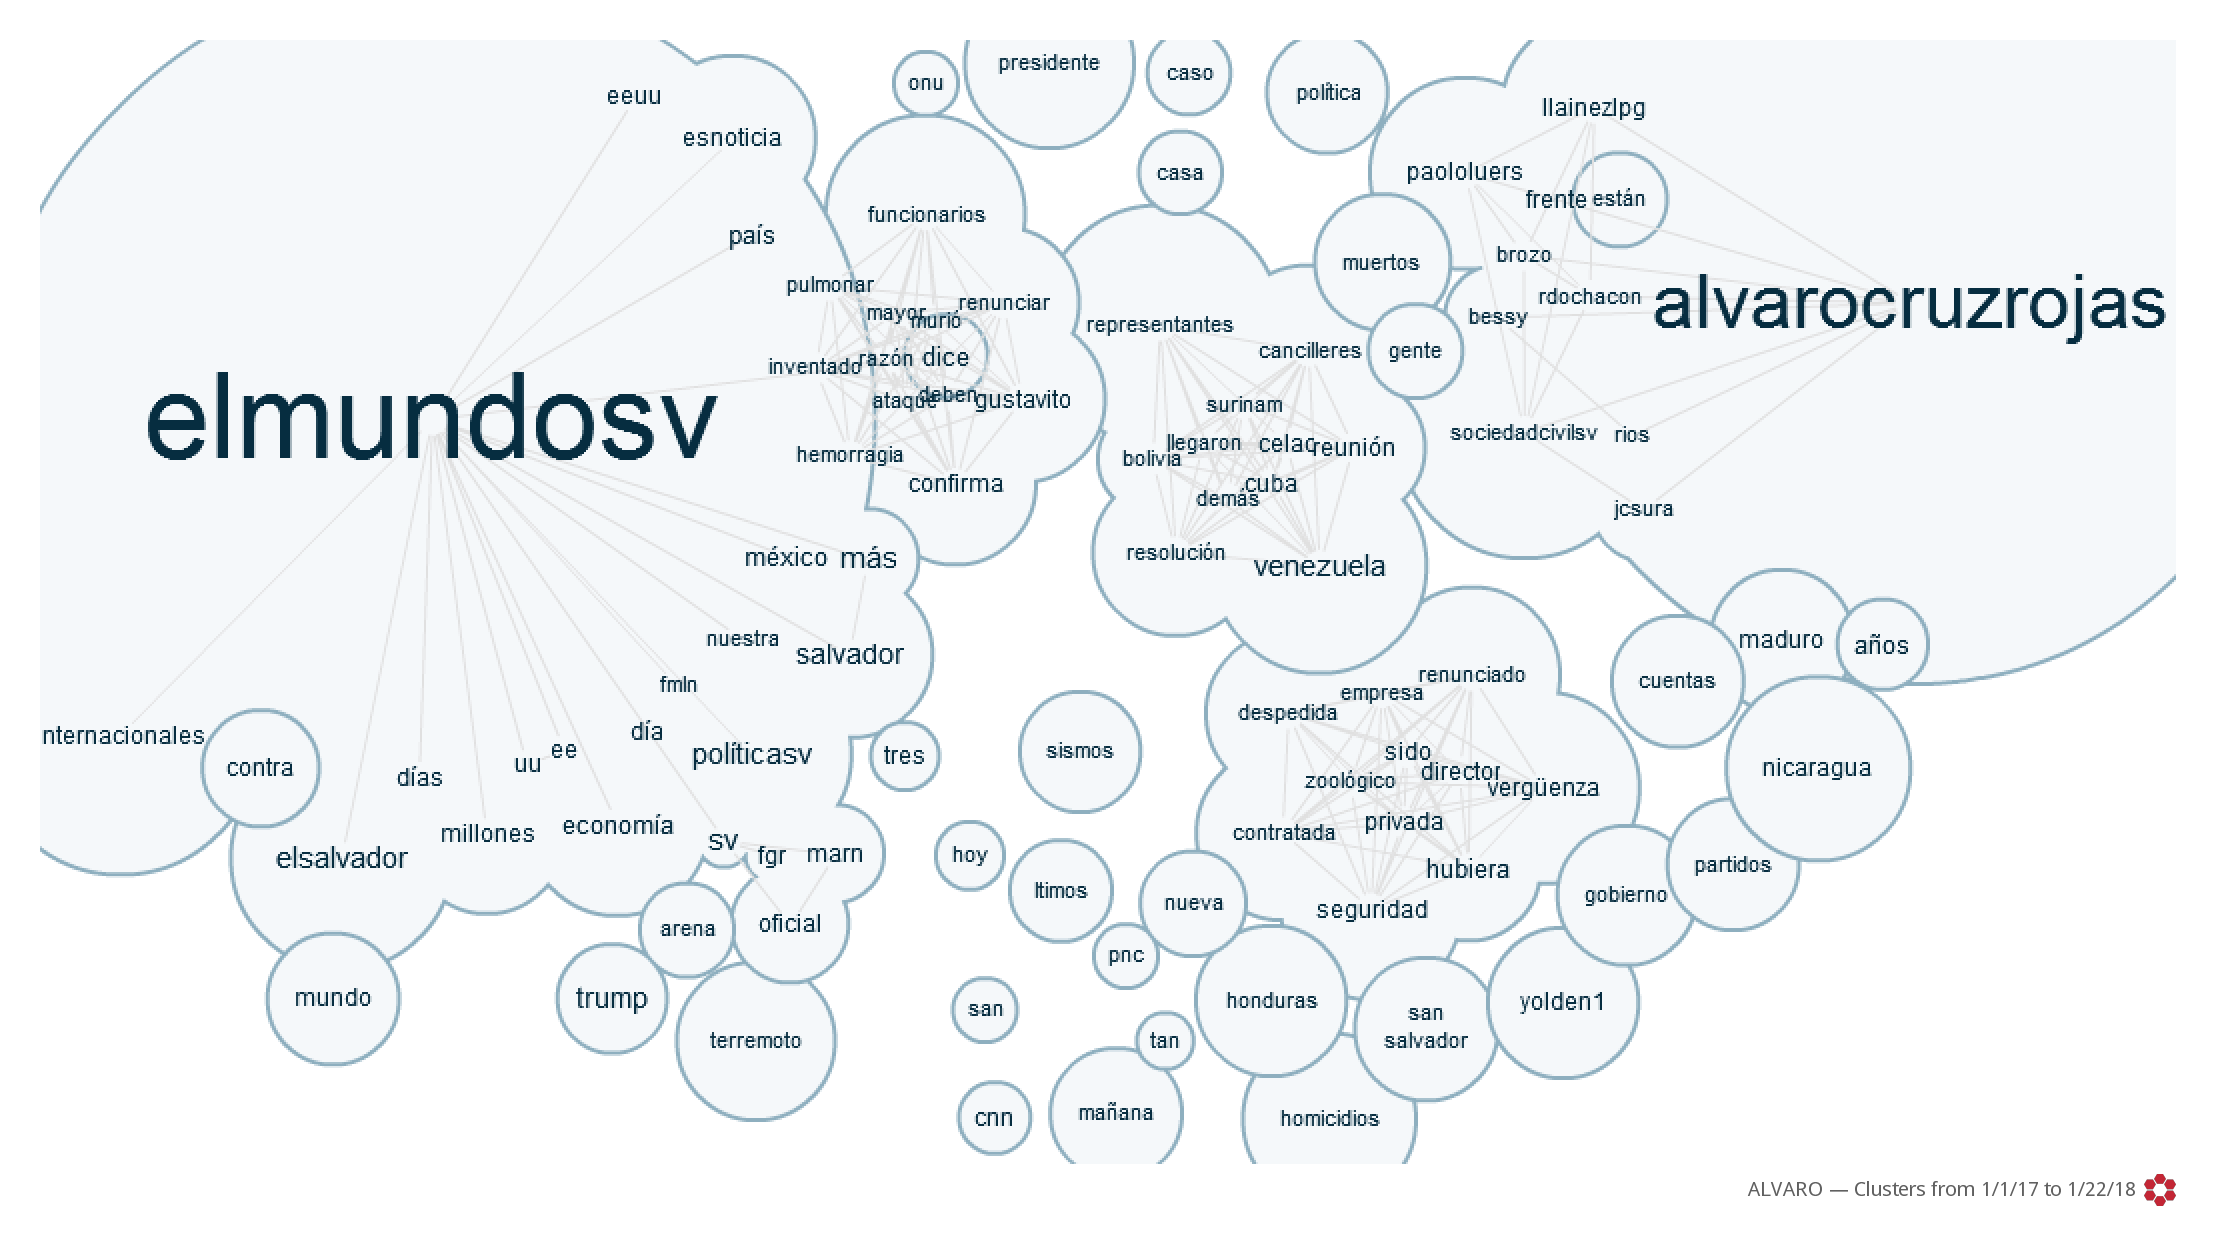 presidente
caso
onu
política
eeuu
llainezlpg
esnoticia
casa
paololuers
frente
están
funcionarios
país
brozo
muertos
pulmonar
rdochacon
alvarocruzrojas
renunciar
mayor
murió
bessy
representantes
cancilleres
gente
razón
dice
inventado
deben
ataque
gustavito
surinam
elmundosv
sociedadcivilsv
rios
llegaron
celac
reunión
hemorragia
bolivia
confirma
cuba
demás
jcsura
méxico
más
resolución
venezuela
nuestra
salvador
maduro
años
renunciado
fmln
empresa
cuentas
despedida
día
nternacionales
uu
ee
políticasv
tres
sismos
sido
director
contra
días
zoológico
vergüenza
nicaragua
millones
economía
sv
fgr
marn
contratada
privada
elsalvador
hoy
hubiera
partidos
ltimos
nueva
gobierno
arena
oficial
seguridad
pnc
mundo
trump
san
honduras
san
salvador
yolden1
terremoto
tan
cnn
mañana
homicidios
ALVARO — Clusters from 1/1/17 to 1/22/18